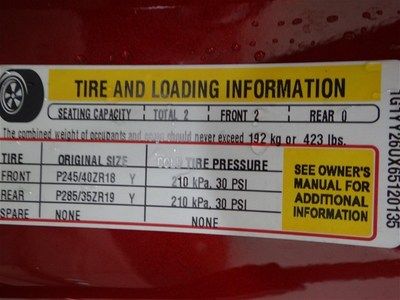 TIRE AND LOADING INFORMATION
SEATING CAPACITY TOTAL 2 FRONT 2 REAR 0
The combined weight of occupants and cargo should never exceed 192 kg or 423 lbs.
TIRE ORIGINAL SIZE COLD TIRE PRESSURE
FRONT P245/40ZR18 Y 210 kPa, 30 PSI
REAR P285/35ZR19 Y 210 kPa, 30 PSI
SPARE NONE NONE
SEE OWNER'S
MANUAL FOR
ADDITIONAL
INFORMATION
1G1YY26UX65120135